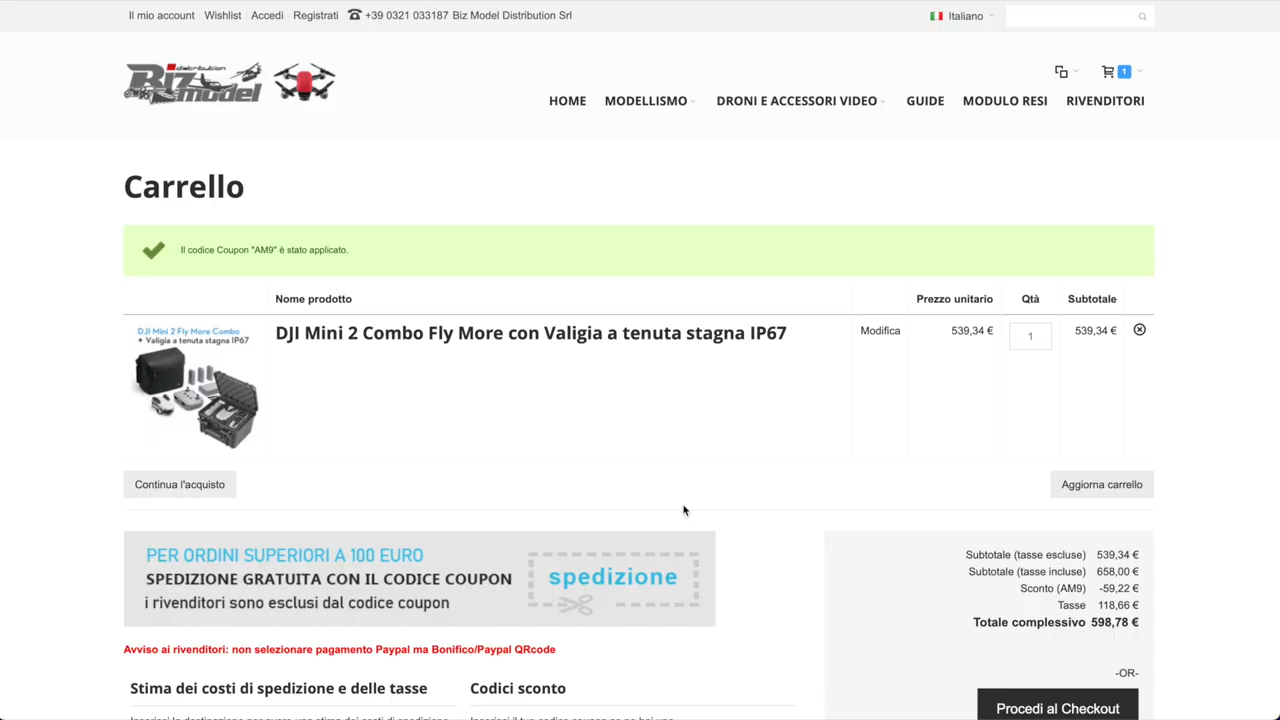 Il mio account Wishlist Accedi Registrati +39 0321 033187 Biz Model Distribution Srl
Italiano
distribution
Biz model
1
HOME MODELLISMO DRONI E ACCESSORI VIDEO GUIDE MODULO RESI RIVENDITORI
Carrello
Il codice Coupon "AM9" è stato applicato.
Nome prodotto Prezzo unitario Qtà Subtotale
DJI Mini 2 Fly More Combo
+ Valigia a tenuta stagna IP67
DJI Mini 2 Combo Fly More con Valigia a tenuta stagna IP67 Modifica 539,34 € 1 539,34 €
Continua l'acquisto Aggiorna carrello
PER ORDINI SUPERIORI A 100 EURO
SPEDIZIONE GRATUITA CON IL CODICE COUPON
i rivenditori sono esclusi dal codice coupon
spedizione
Subtotale (tasse escluse) 539,34 €
Subtotale (tasse incluse) 658,00 €
Sconto (AM9) -59,22 €
Tasse 118,66 €
Totale complessivo 598,78 €
Avviso ai rivenditori: non selezionare pagamento Paypal ma Bonifico/Paypal QRcode
-OR-
Stima dei costi di spedizione e delle tasse Codici sconto
Procedi al Checkout